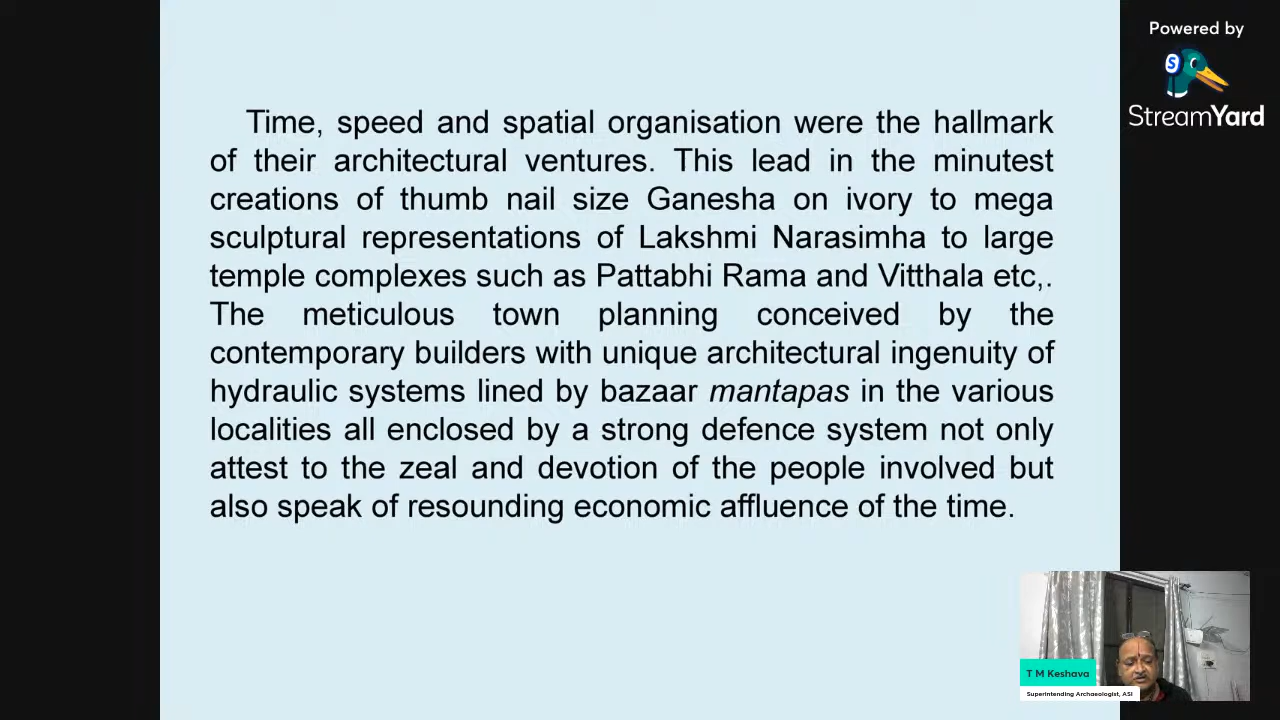 Powered by
StreamYard
Time, speed and spatial organisation were the hallmark
of their architectural ventures. This lead in the minutest
creations of thumb nail size Ganesha on ivory to mega
sculptural representations of Lakshmi Narasimha to large
temple complexes such as Pattabhi Rama and Vitthala etc,.
The meticulous town planning conceived by the
contemporary builders with unique architectural ingenuity of
hydraulic systems lined by bazaar mantapas in the various
localities all enclosed by a strong defence system not only
attest to the zeal and devotion of the people involved but
also speak of resounding economic affluence of the time.
T M Keshava
Superintending Archaeologist, ASI